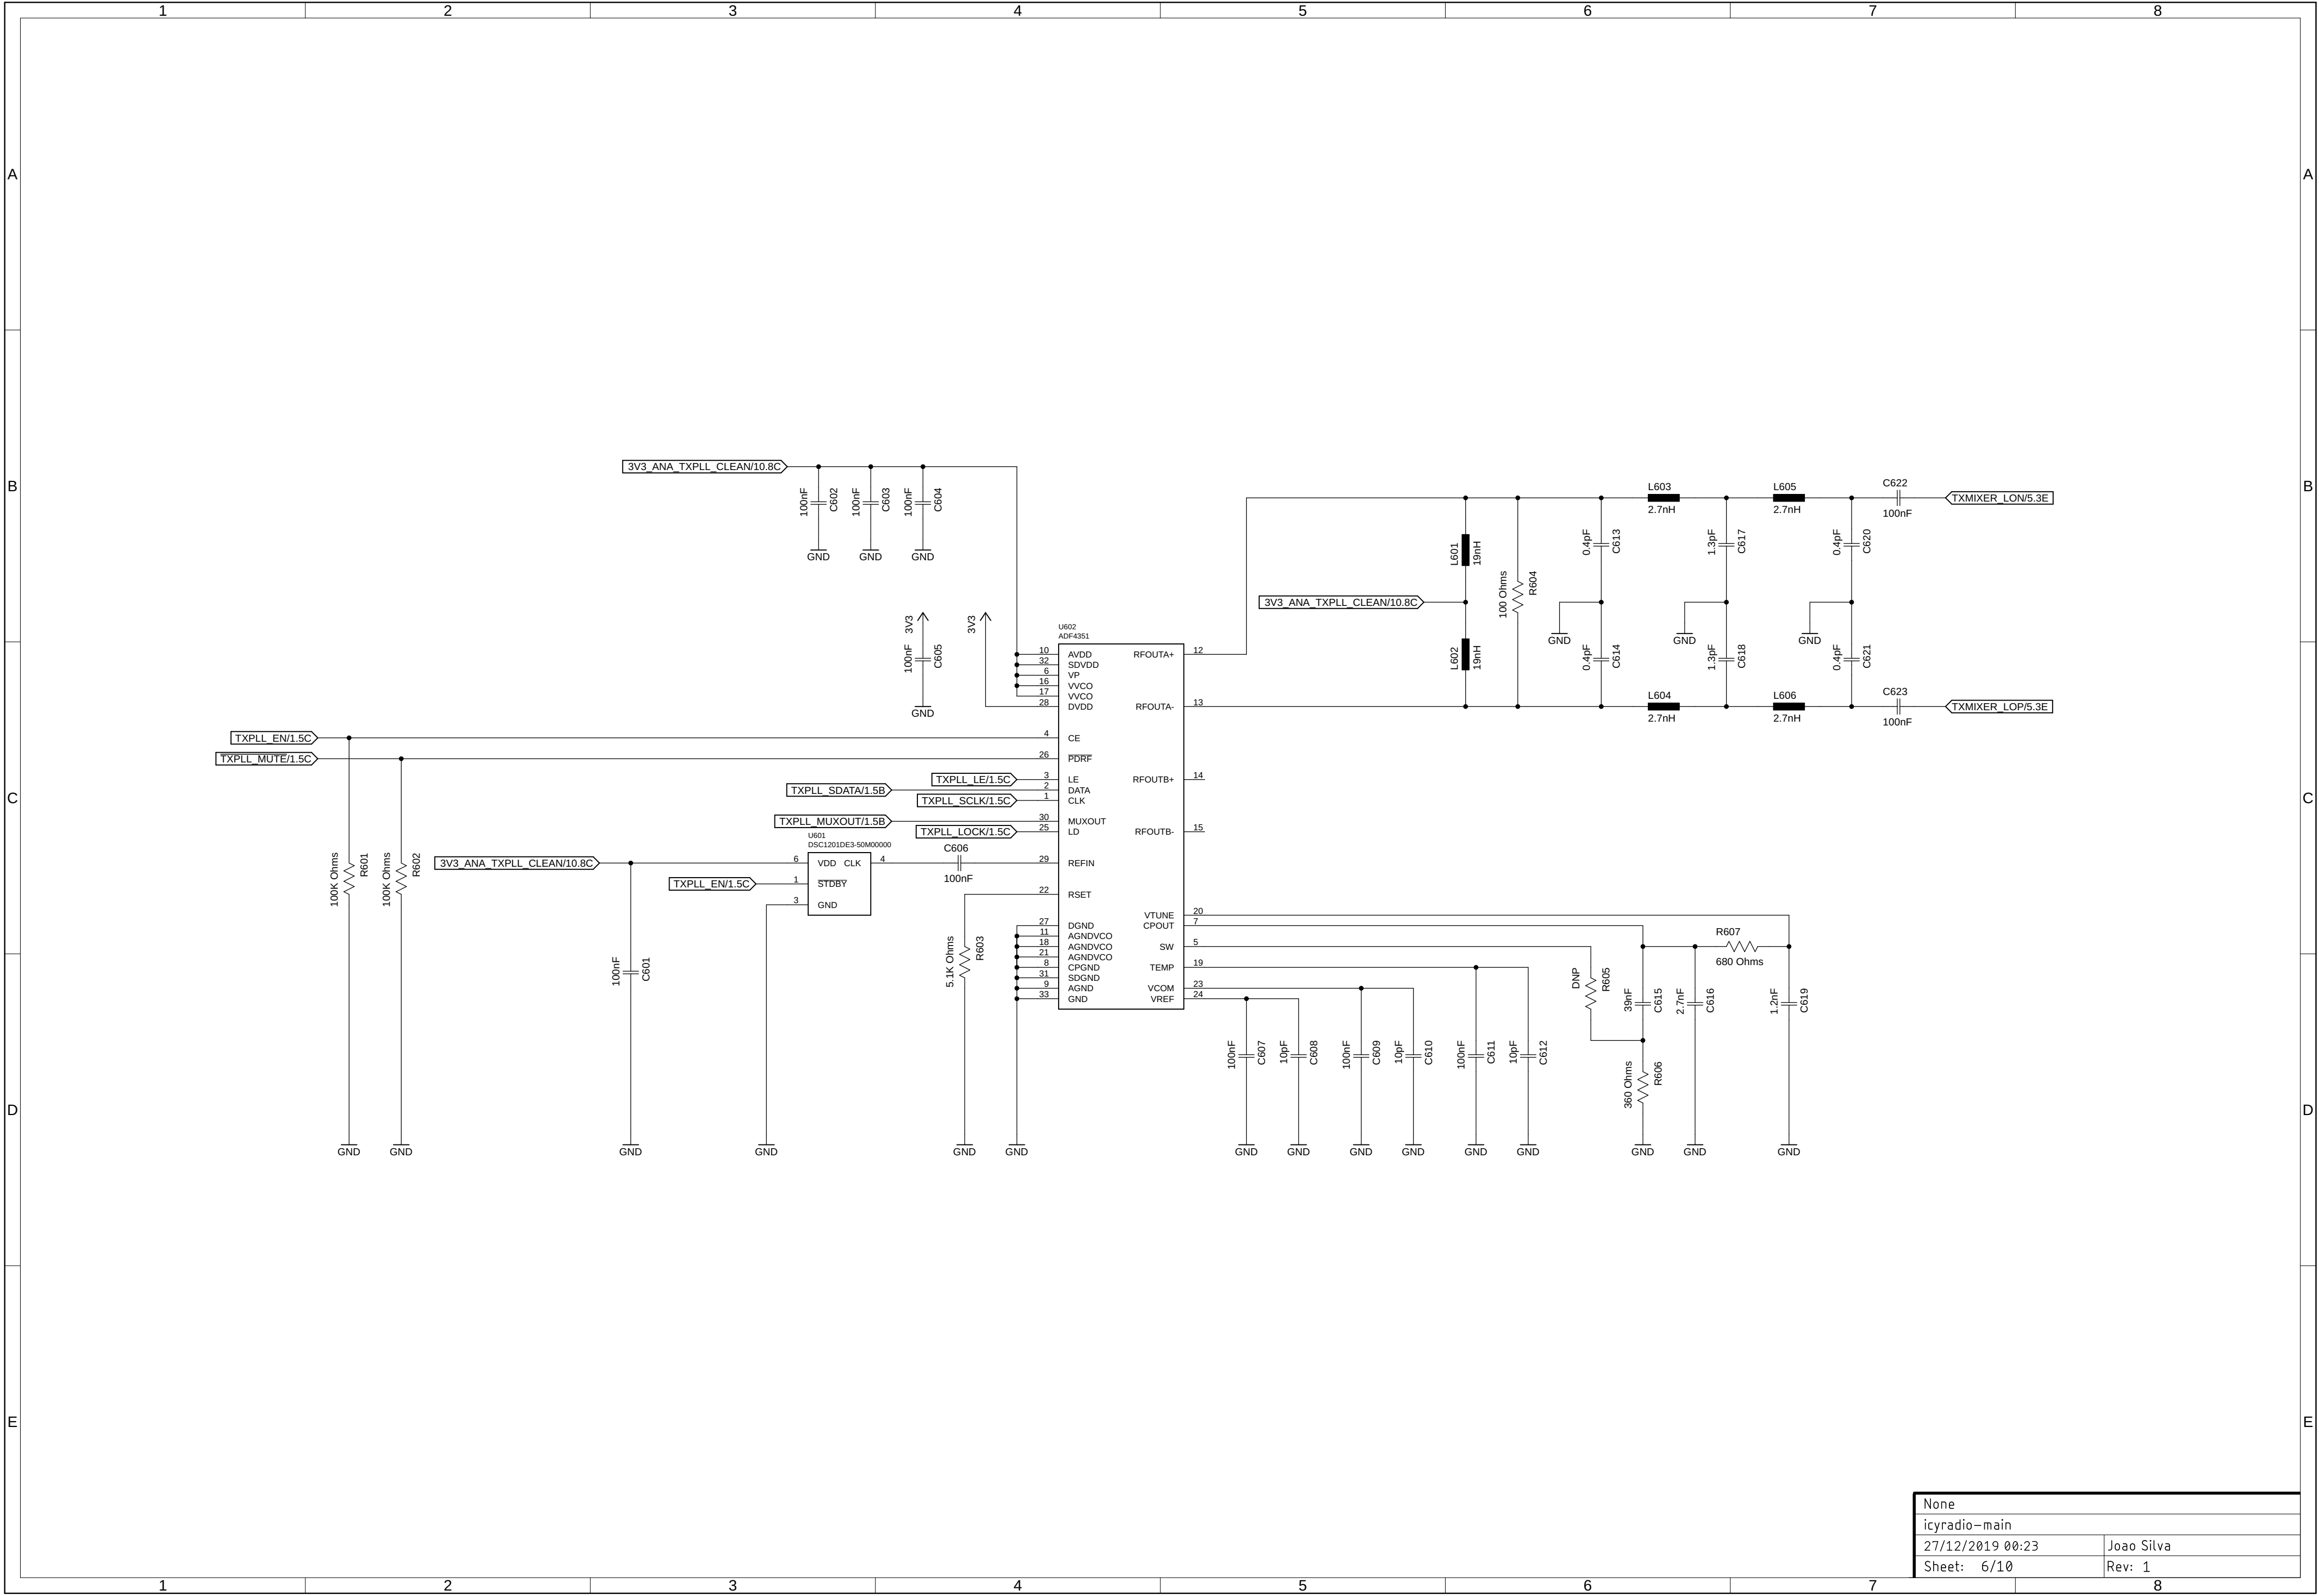 1 2 3 4 5 6 7 8
A A
3V3_ANA_TXPLL_CLEAN/10.8C
100nF C602
100nF C603
100nF C604
GND GND GND
B B
L603 2.7nH
L605 2.7nH
C622 100nF
TXMIXER_LON/5.3E
L601 19nH
100 Ohms R604
0.4pF C613
1.3pF C617
0.4pF C620
3V3_ANA_TXPLL_CLEAN/10.8C
GND GND GND
L602 19nH
0.4pF C614
1.3pF C618
0.4pF C621
L604 2.7nH
L606 2.7nH
C623 100nF
TXMIXER_LOP/5.3E
3V3
3V3
100nF C605
GND
U602
ADF4351
10 AVDD
32 SDVDD
6 VP
16 VVCO
17 VVCO
28 DVDD
4 CE
26 PDRF
3 LE
2 DATA
1 CLK
30 MUXOUT
25 LD
29 REFIN
22 RSET
27 DGND
11 AGNDVCO
18 AGNDVCO
21 AGNDVCO
8 CPGND
31 SDGND
9 AGND
33 GND
RFOUTA+ 12
RFOUTA- 13
RFOUTB+ 14
RFOUTB- 15
VTUNE 20
CPOUT 7
SW 5
TEMP 19
VCOM 23
VREF 24
TXPLL_EN/1.5C
TXPLL_MUTE/1.5C
TXPLL_LE/1.5C
TXPLL_SDATA/1.5B
TXPLL_SCLK/1.5C
C C
TXPLL_MUXOUT/1.5B
TXPLL_LOCK/1.5C
U601
DSC1201DE3-50M00000
6 VDD CLK 4
1 STDBY
3 GND
C606
100nF
3V3_ANA_TXPLL_CLEAN/10.8C
TXPLL_EN/1.5C
100K Ohms R601
100K Ohms R602
100nF C601
5.1K Ohms R603
R607
680 Ohms
DNP R605
39nF C615
2.7nF C616
1.2nF C619
100nF C607
10pF C608
100nF C609
10pF C610
100nF C611
10pF C612
360 Ohms R606
D D
GND GND GND GND GND GND GND GND GND GND GND GND GND GND GND
E E
None
icyradio-main
27/12/2019 00:23 Joao Silva
Sheet: 6/10 Rev: 1
1 2 3 4 5 6 7 8